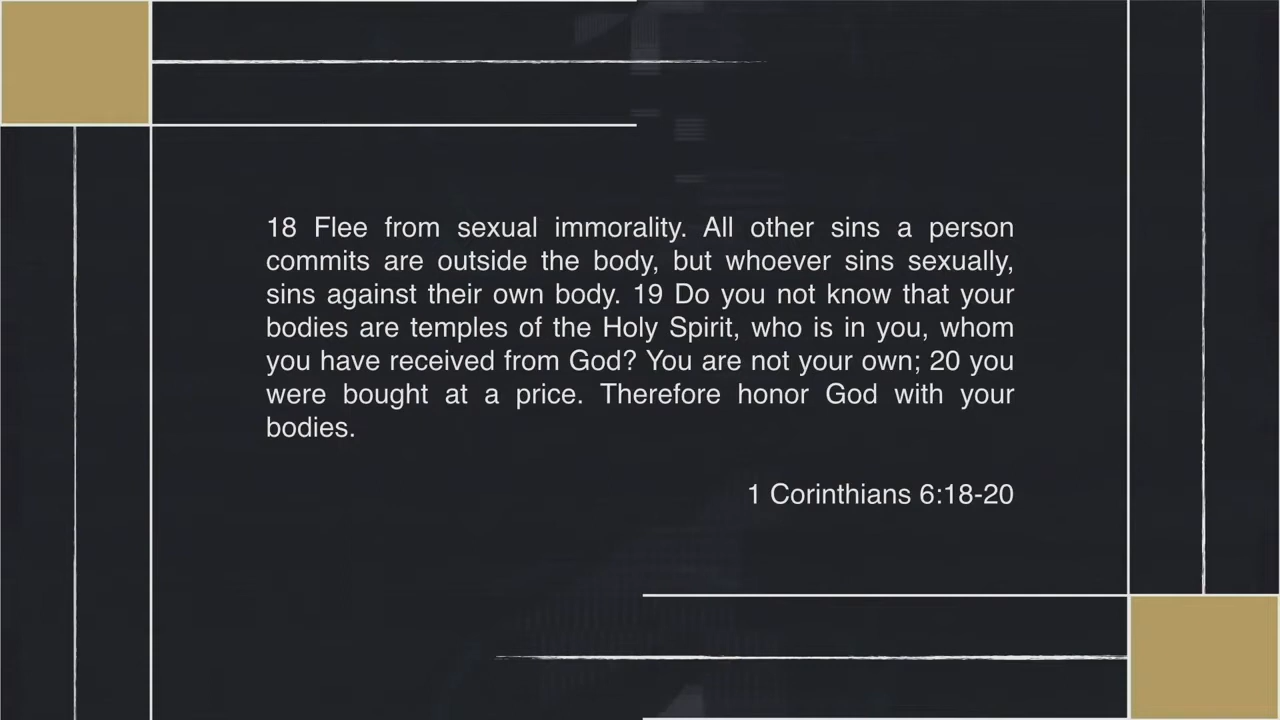 18 Flee from sexual immorality. All other sins a person
commits are outside the body, but whoever sins sexually,
sins against their own body. 19 Do you not know that your
bodies are temples of the Holy Spirit, who is in you, whom
you have received from God? You are not your own; 20 you
were bought at a price. Therefore honor God with your
bodies.
1 Corinthians 6:18-20